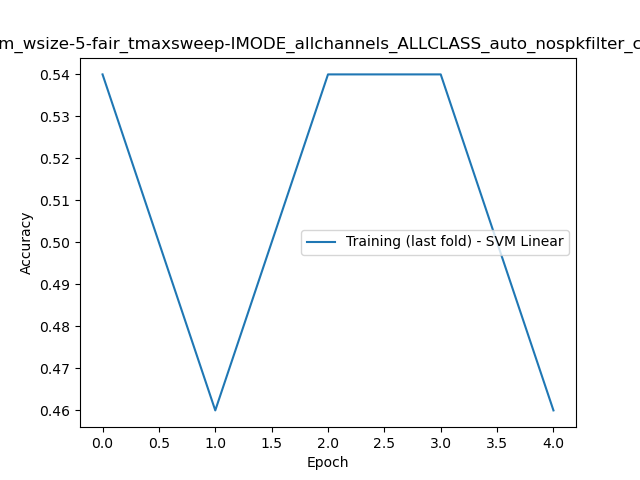 m_wsize-5-fair_tmaxsweep-IMODE_allchannels_ALLCLASS_auto_nospkfilter_c
0.54
0.53
0.52
0.51
0.50
0.49
0.48
0.47
0.46
Accuracy
Training (last fold) - SVM Linear
0.0 0.5 1.0 1.5 2.0 2.5 3.0 3.5 4.0
Epoch